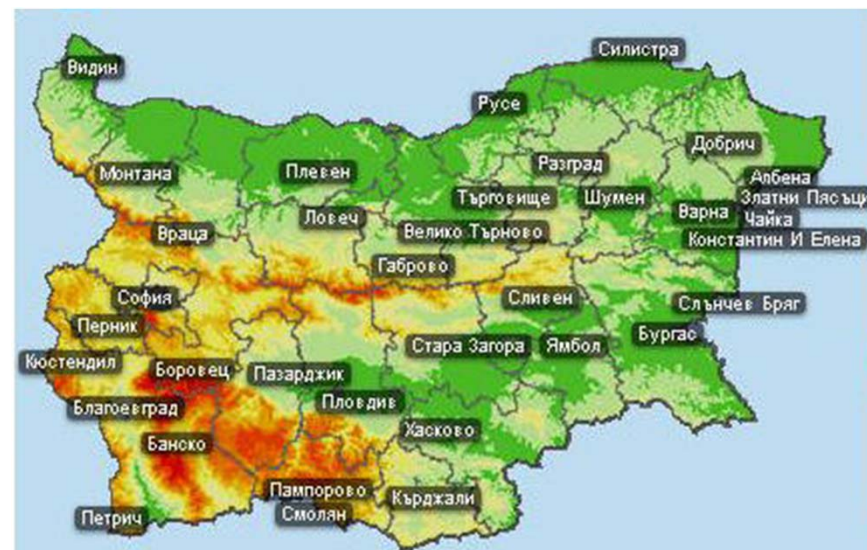 Силистра
Видин
Русе
Добрич
Разград
Монтана
Плевен
Албена
Търговище
Шумен
Златни Пясъци
Ловеч
Варна
Чайка
Враца
Велико Търново
Константин И Елена
Габрово
София
Сливен
Слънчев Бряг
Перник
Бургас
Стара Загора
Ямбол
Кюстендил
Боровец
Пазарджик
Благоевград
Пловдив
Хасково
Банско
Пампорово
Кърджали
Смолян
Петрич